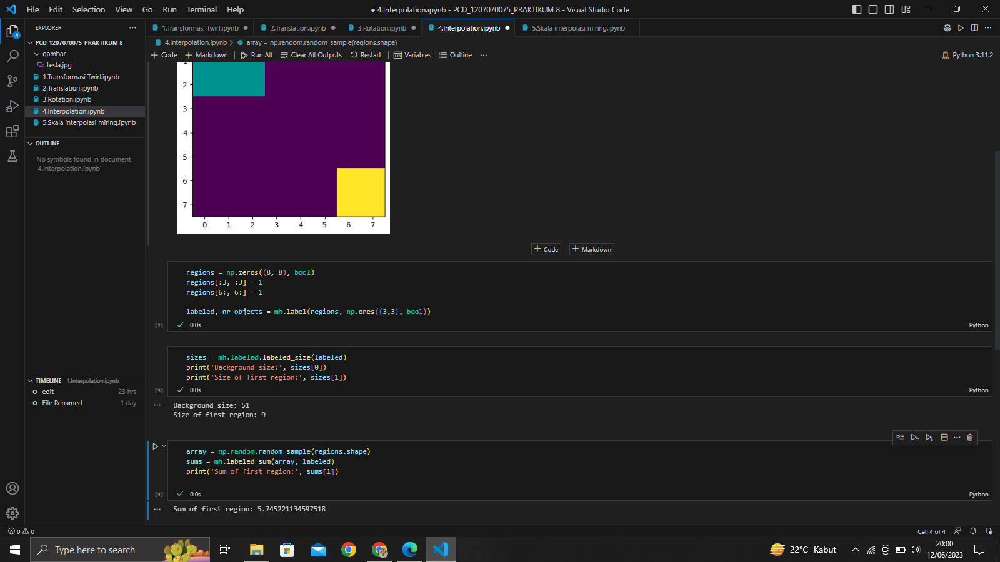 File Edit Selection View Go Run Terminal Help
● 4.Interpolation.ipynb - PCD_1207070075_PRAKTIKUM 8 - Visual Studio Code
EXPLORER
PCD_1207070075_PRAKTIKUM 8
gambar
tesla.jpg
1.Transformasi Twirl.ipynb
2.Translation.ipynb
3.Rotation.ipynb
4.Interpolation.ipynb
5.Skala interpolasi miring.ipynb
OUTLINE
No symbols found in document
'4.Interpolation.ipynb'
TIMELINE 4.Interpolation.ipynb
edit 23 hrs
File Renamed 1 day
4
1.Transformasi Twirl.ipynb 2.Translation.ipynb 3.Rotation.ipynb 4.Interpolation.ipynb 5.Skala interpolasi miring.ipynb
4.Interpolation.ipynb > array = np.random.random_sample(regions.shape)
+ Code + Markdown Run All Clear All Outputs Restart Variables Outline ... Python 3.11.2
2
3
4
5
6
7
0 1 2 3 4 5 6 7
+ Code + Markdown
regions = np.zeros((8, 8), bool)
regions[:3, :3] = 1
regions[6:, 6:] = 1
labeled, nr_objects = mh.label(regions, np.ones((3,3), bool))
[2] 0.0s Python
sizes = mh.labeled.labeled_size(labeled)
print('Background size:', sizes[0])
print('Size of first region:', sizes[1])
[3] 0.0s Python
Background size: 51
Size of first region: 9
array = np.random.random_sample(regions.shape)
sums = mh.labeled_sum(array, labeled)
print('Sum of first region:', sums[1])
[4] 0.0s Python
Sum of first region: 5.745221134597518
0 0 Cell 4 of 4
Type here to search 22°C Kabut 20:00
12/06/2023